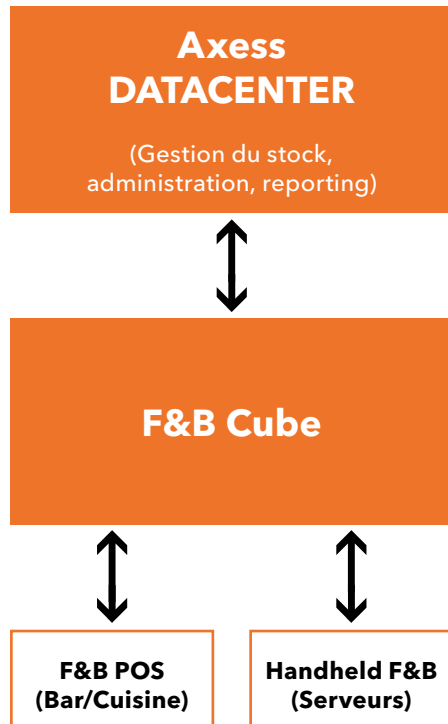 Axess
DATACENTER
(Gestion du stock,
administration, reporting)
F&B Cube
F&B POS
(Bar/Cuisine)
Handheld F&B
(Serveurs)